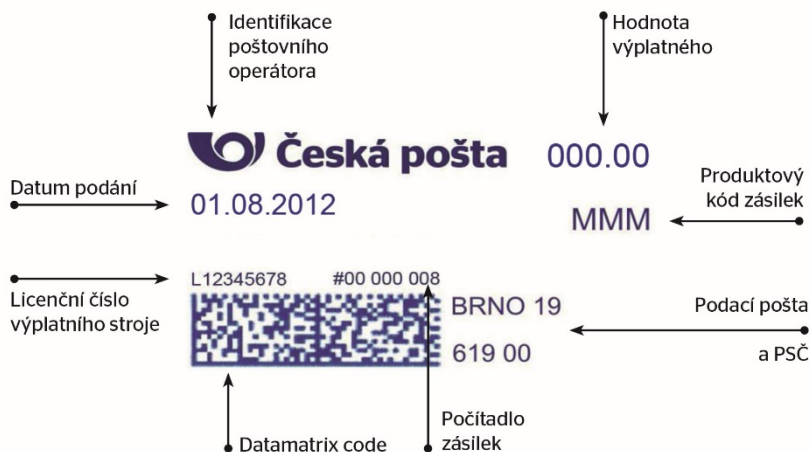 Identifikace
poštovního
operátora
Hodnota
výplatného
Česká pošta
000.00
Datum podání
01.08.2012
Produktový
kód zásilek
MMM
L12345678
#00 000 008
Licenční číslo
výplatního stroje
BRNO 19
619 00
Podací pošta
a PSČ
Datamatrix code
Počítadlo
zásilek